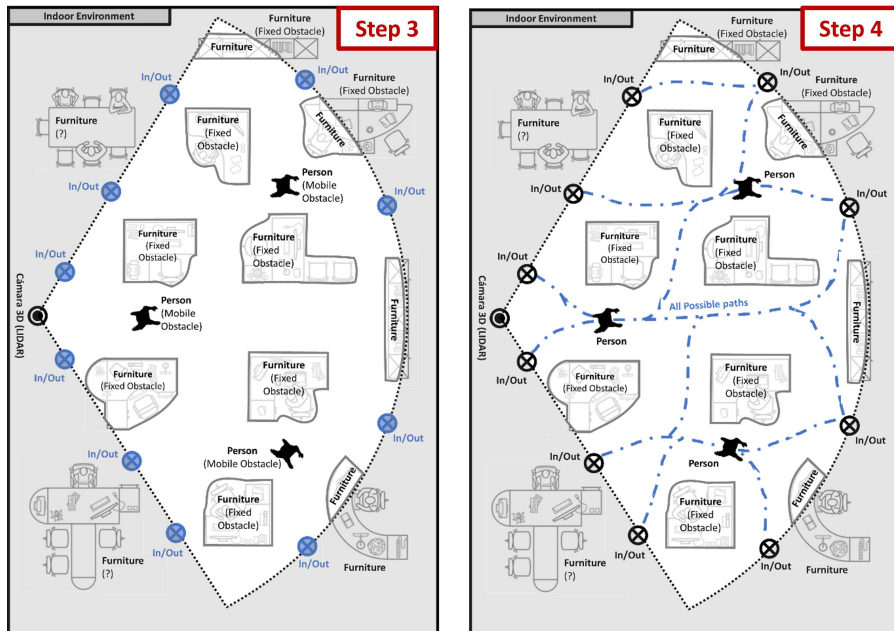 Indoor Environment
Step 3
Furniture
(Fixed Obstacle)
Furniture
In/Out
In/Out
Furniture
(Fixed Obstacle)
Furniture
(?)
Furniture
(Fixed
Obstacle)
Furniture
Person
(Mobile
Obstacle)
In/Out
In/Out
Furniture
(Fixed
Obstacle)
Furniture
(Fixed
Obstacle)
In/Out
Cámara 3D (LIDAR)
Person
(Mobile
Obstacle)
Furniture
In/Out
Furniture
(Fixed Obstacle)
Furniture
(Fixed
Obstacle)
In/Out
In/Out
Person
(Mobile Obstacle)
Furniture
Furniture
(Fixed
Obstacle)
In/Out
In/Out
Furniture
(?)
Furniture
Indoor Environment
Step 4
Furniture
(Fixed Obstacle)
Furniture
In/Out
In/Out
Furniture
(Fixed Obstacle)
Furniture
(?)
Furniture
(Fixed
Obstacle)
Furniture
Person
In/Out
In/Out
Furniture
(Fixed
Obstacle)
Furniture
(Fixed
Obstacle)
In/Out
Cámara 3D (LIDAR)
All Possible paths
Person
Furniture
In/Out
Furniture
(Fixed Obstacle)
Furniture
(Fixed
Obstacle)
In/Out
In/Out
Person
Furniture
Furniture
(Fixed
Obstacle)
In/Out
In/Out
Furniture
(?)
Furniture